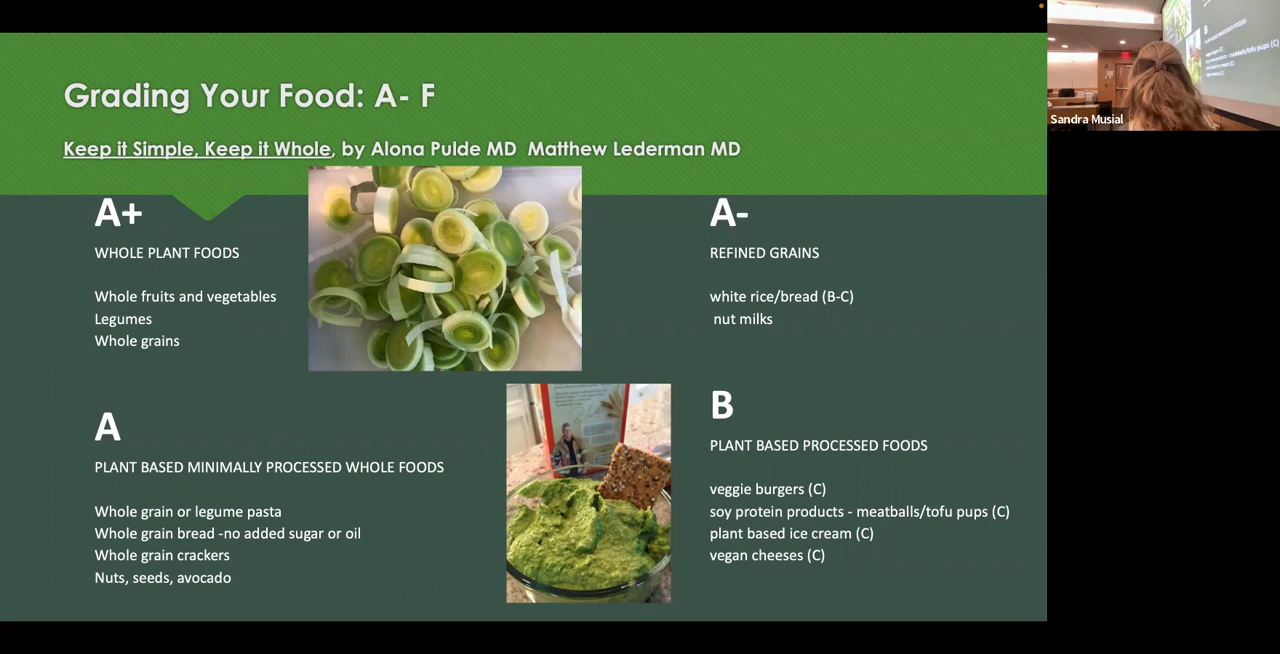 Grading Your Food: A- F
Keep it Simple, Keep it Whole, by Alona Pulde MD  Matthew Lederman MD
A+
WHOLE PLANT FOODS
Whole fruits and vegetables
Legumes
Whole grains
A
PLANT BASED MINIMALLY PROCESSED WHOLE FOODS
Whole grain or legume pasta
Whole grain bread -no added sugar or oil
Whole grain crackers
Nuts, seeds, avocado
A-
REFINED GRAINS
white rice/bread (B-C)
nut milks
B
PLANT BASED PROCESSED FOODS
veggie burgers (C)
soy protein products - meatballs/tofu pups (C)
plant based ice cream (C)
vegan cheeses (C)
Sandra Musial